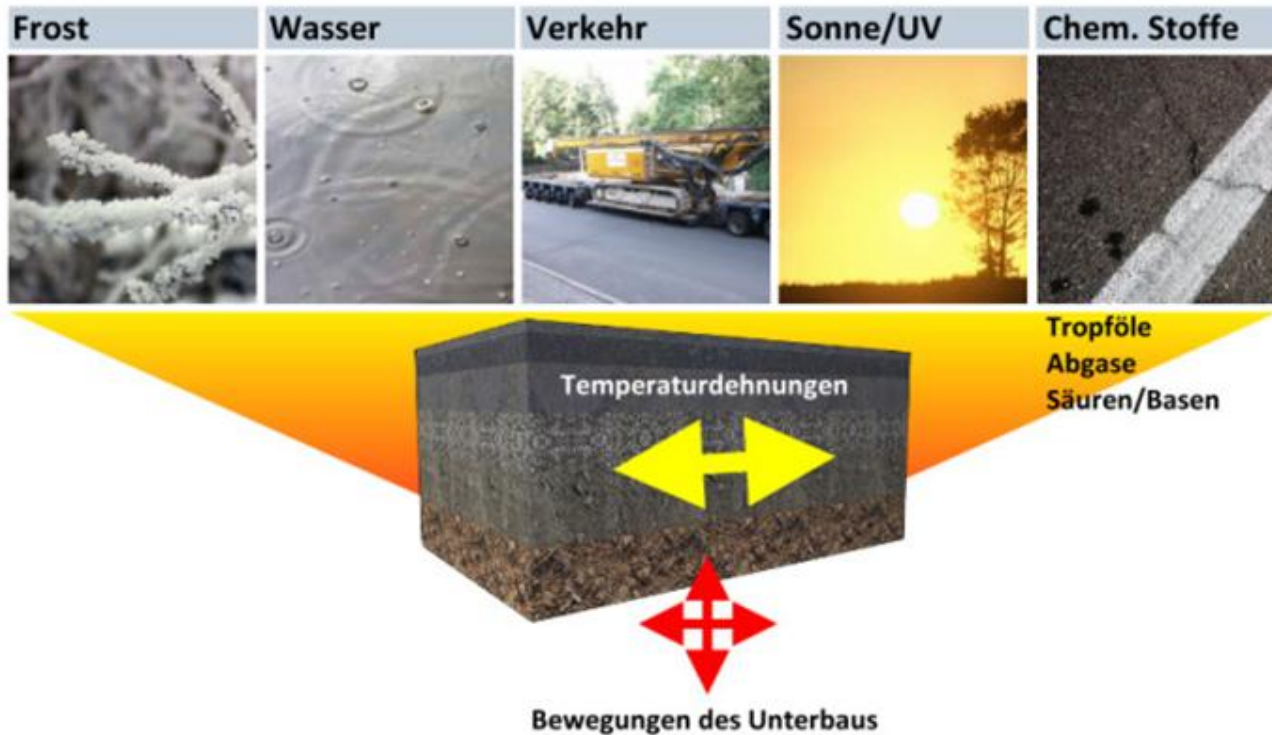 Frost
Wasser
Verkehr
Sonne/UV
Chem. Stoffe
Tropföle
Abgase
Säuren/Basen
Temperaturdehnungen
Bewegungen des Unterbaus